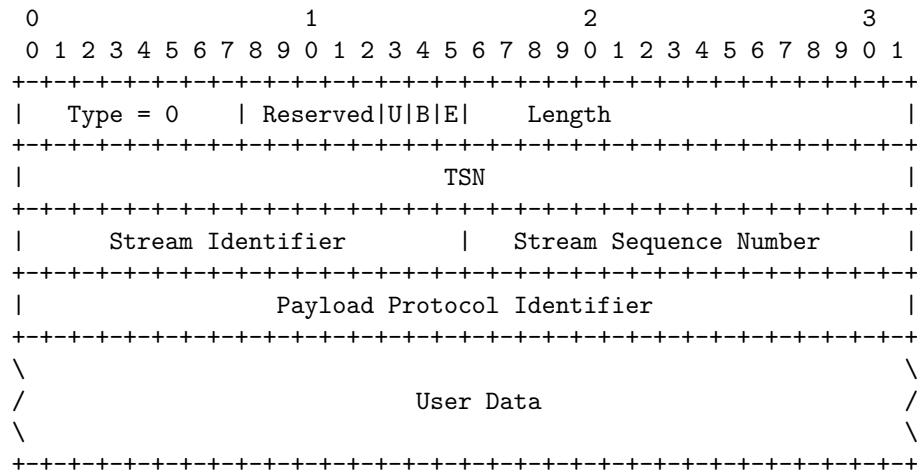 0                   1                   2                   3
 0 1 2 3 4 5 6 7 8 9 0 1 2 3 4 5 6 7 8 9 0 1 2 3 4 5 6 7 8 9 0 1
+-+-+-+-+-+-+-+-+-+-+-+-+-+-+-+-+-+-+-+-+-+-+-+-+-+-+-+-+-+-+-+-+
|   Type = 0    | Reserved|U|B|E|    Length                     |
+-+-+-+-+-+-+-+-+-+-+-+-+-+-+-+-+-+-+-+-+-+-+-+-+-+-+-+-+-+-+-+-+
|                              TSN                              |
+-+-+-+-+-+-+-+-+-+-+-+-+-+-+-+-+-+-+-+-+-+-+-+-+-+-+-+-+-+-+-+-+
|      Stream Identifier        |   Stream Sequence Number      |
+-+-+-+-+-+-+-+-+-+-+-+-+-+-+-+-+-+-+-+-+-+-+-+-+-+-+-+-+-+-+-+-+
|                  Payload Protocol Identifier                  |
+-+-+-+-+-+-+-+-+-+-+-+-+-+-+-+-+-+-+-+-+-+-+-+-+-+-+-+-+-+-+-+-+
\                                                               \
/                            User Data                          /
\                                                               \
+-+-+-+-+-+-+-+-+-+-+-+-+-+-+-+-+-+-+-+-+-+-+-+-+-+-+-+-+-+-+-+-+